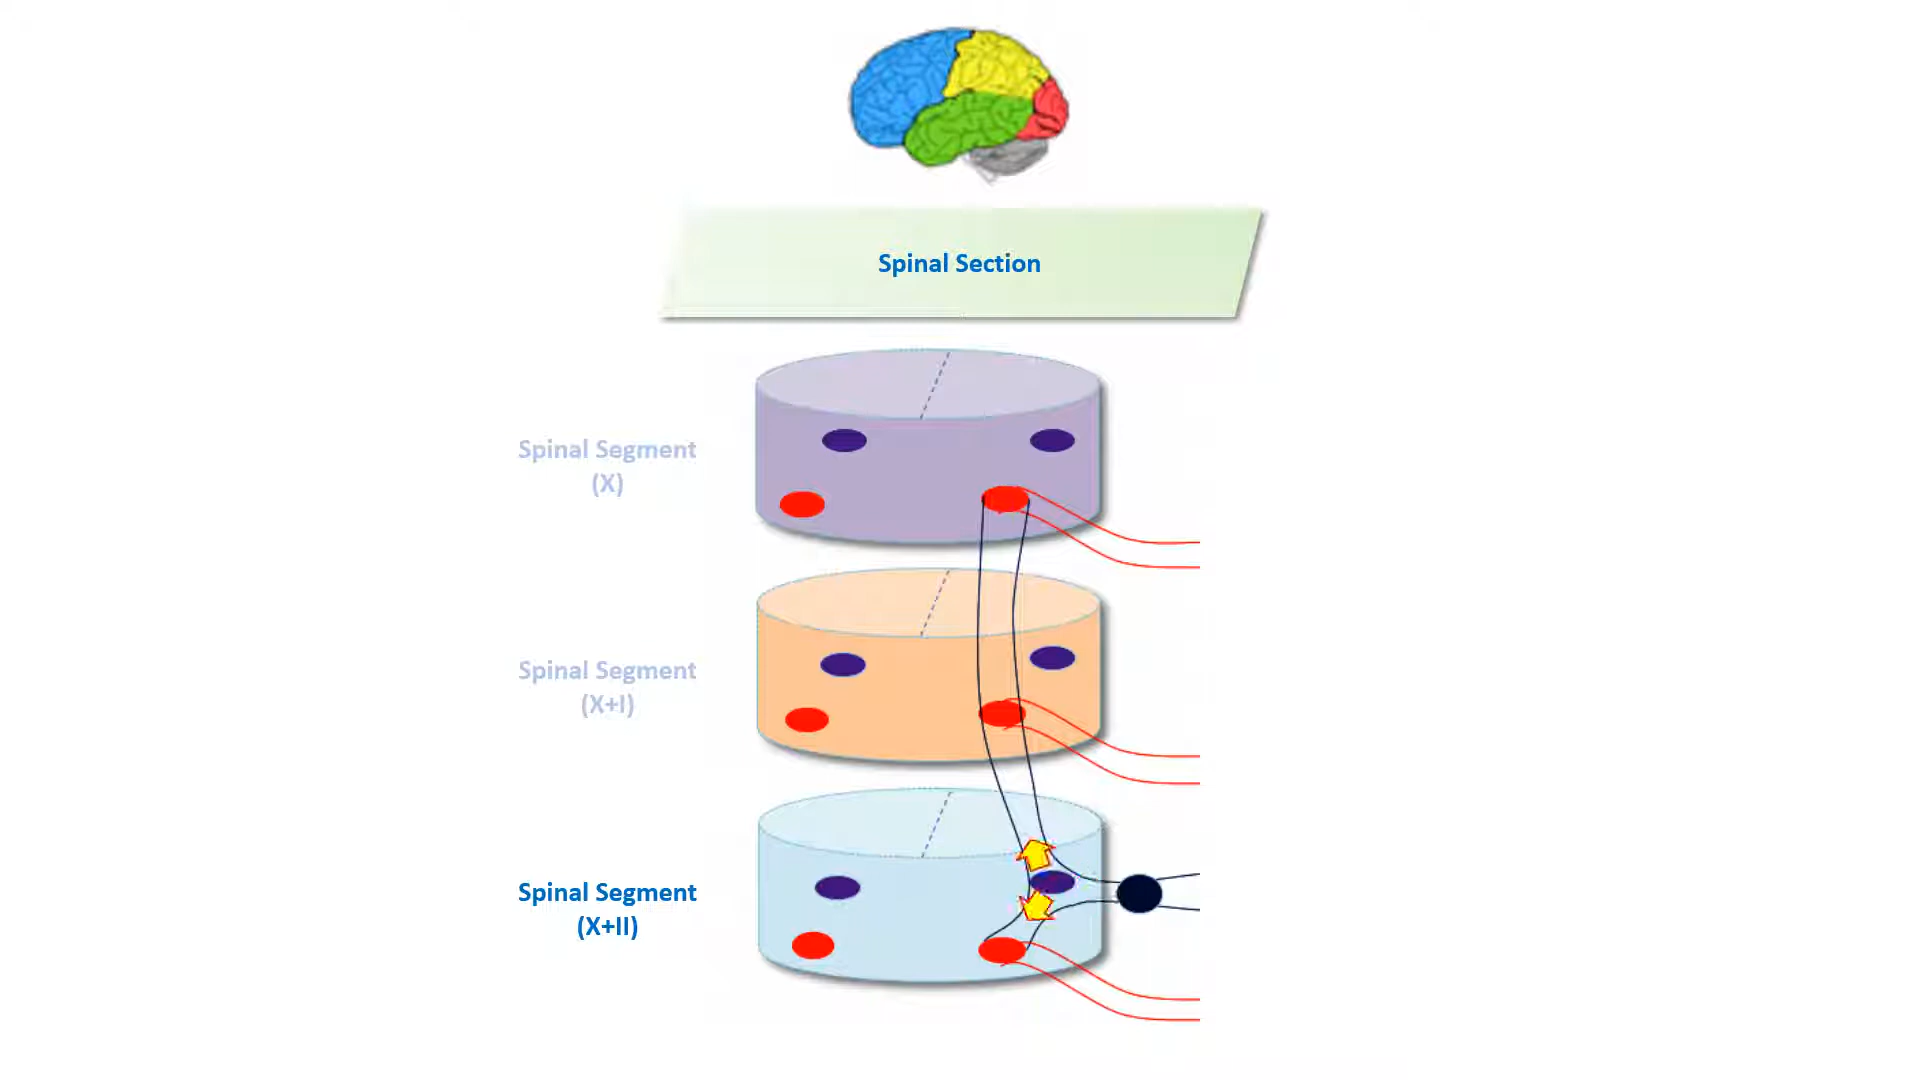 Spinal Section
Spinal Segment
(X)
Spinal Segment
(X+I)
Spinal Segment
(X+II)